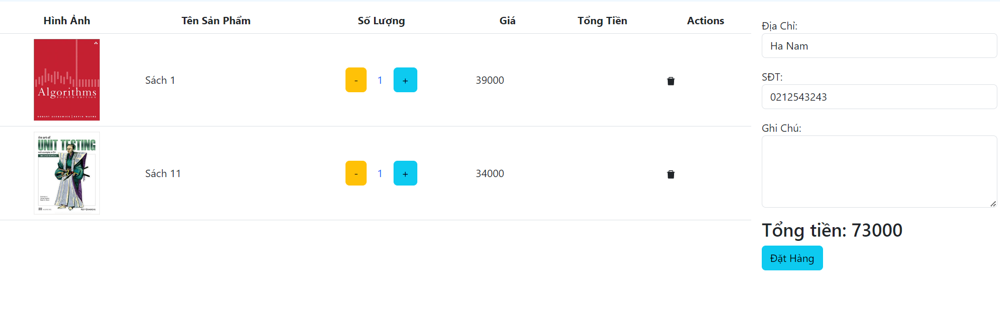 Hình Ảnh Tên Sản Phẩm Số Lượng Giá Tổng Tiền Actions
Algorithms
FOURTH EDITION
ROBERT SEDGEWICK | KEVIN WAYNE
Sách 1 - 1 + 39000
the art of
UNIT TESTING
with examples in C#
SECOND EDITION
ROY OSHEROVE
MANNING
Sách 11 - 1 + 34000
Địa Chỉ:
Ha Nam
SĐT:
0212543243
Ghi Chú:
Tổng tiền: 73000
Đặt Hàng